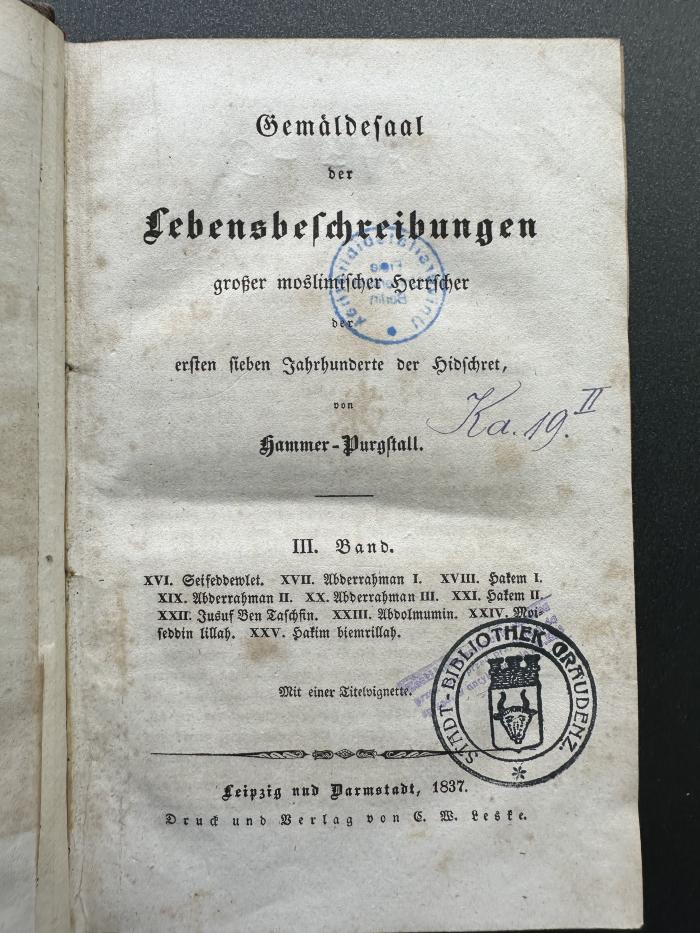 Gemäldesaal
der
Lebensbeschreibungen
großer moslimischer Herrscher
der
ersten sieben Jahrhunderte der Hidschret,
von
Hammer-Purgstall.
Ka. 19. II
III. Band.
XVI. Seifeddewlet. XVII. Abderrahman I. XVIII. Hakem I.
XIX. Abderrahman II. XX. Abderrahman III. XXI. Hakem II.
XXII. Jusuf Ben Taschfin. XXIII. Abdolmumin. XXIV. Moi-
seddin lillah. XXV. Hakim biemrillah.
Mit einer Titelvignette.
STADT-BIBLIOTHEK GRAUDENZ.
Leipzig und Darmstadt, 1837.
Druck und Verlag von C. W. Leske.